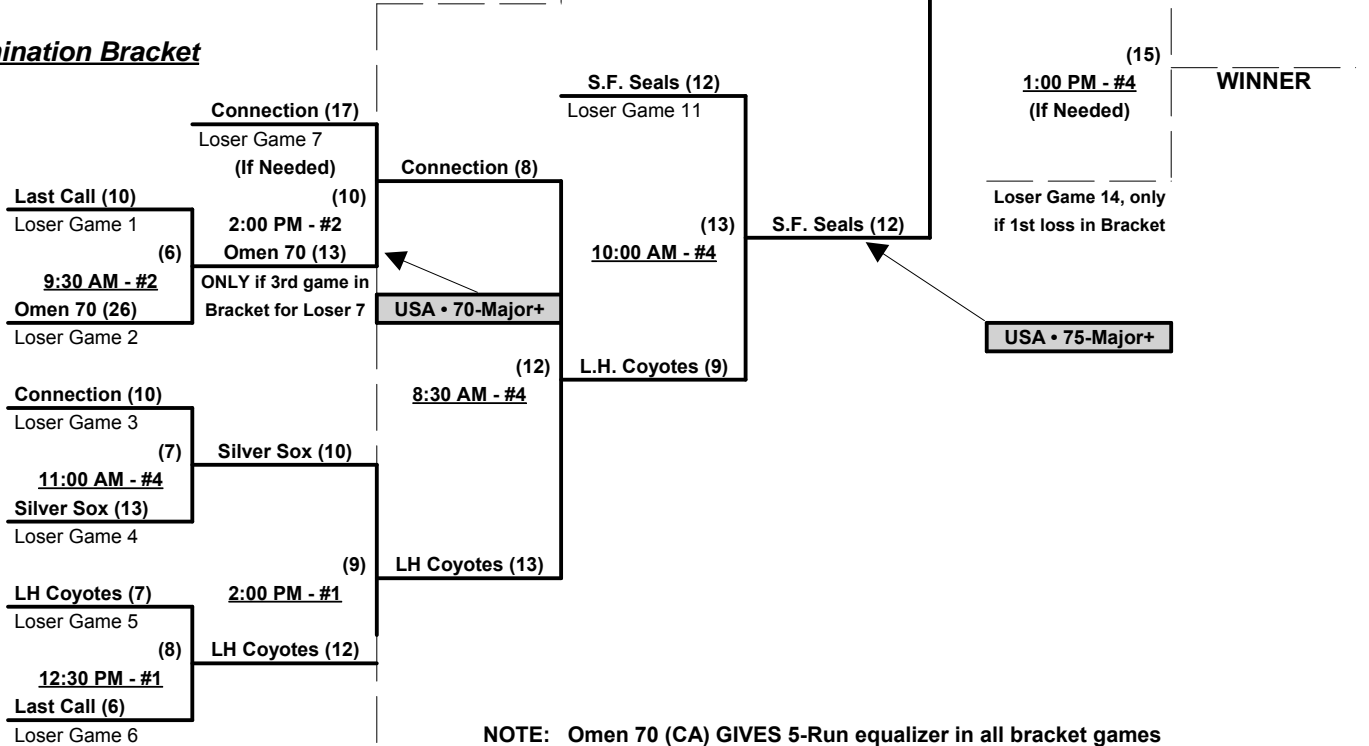 ination Bracket
Connection (17)
Loser Game 7
(If Needed)
(10)
2:00 PM - #2
Omen 70 (13)
ONLY if 3rd game in
Bracket for Loser 7
Last Call (10)
Loser Game 1
(6)
9:30 AM - #2
Omen 70 (26)
Loser Game 2
Connection (10)
Loser Game 3
(7)
11:00 AM - #4
Silver Sox (13)
Loser Game 4
Silver Sox (10)
(9)
2:00 PM - #1
LH Coyotes (7)
Loser Game 5
(8)
12:30 PM - #1
Last Call (6)
Loser Game 6
LH Coyotes (12)
Connection (8)
USA • 70-Major+
(12)
8:30 AM - #4
LH Coyotes (13)
S.F. Seals (12)
Loser Game 11
(13)
10:00 AM - #4
L.H. Coyotes (9)
S.F. Seals (12)
USA • 75-Major+
(15)
1:00 PM - #4
(If Needed)
Loser Game 14, only
if 1st loss in Bracket
WINNER
NOTE: Omen 70 (CA) GIVES 5-Run equalizer in all bracket games